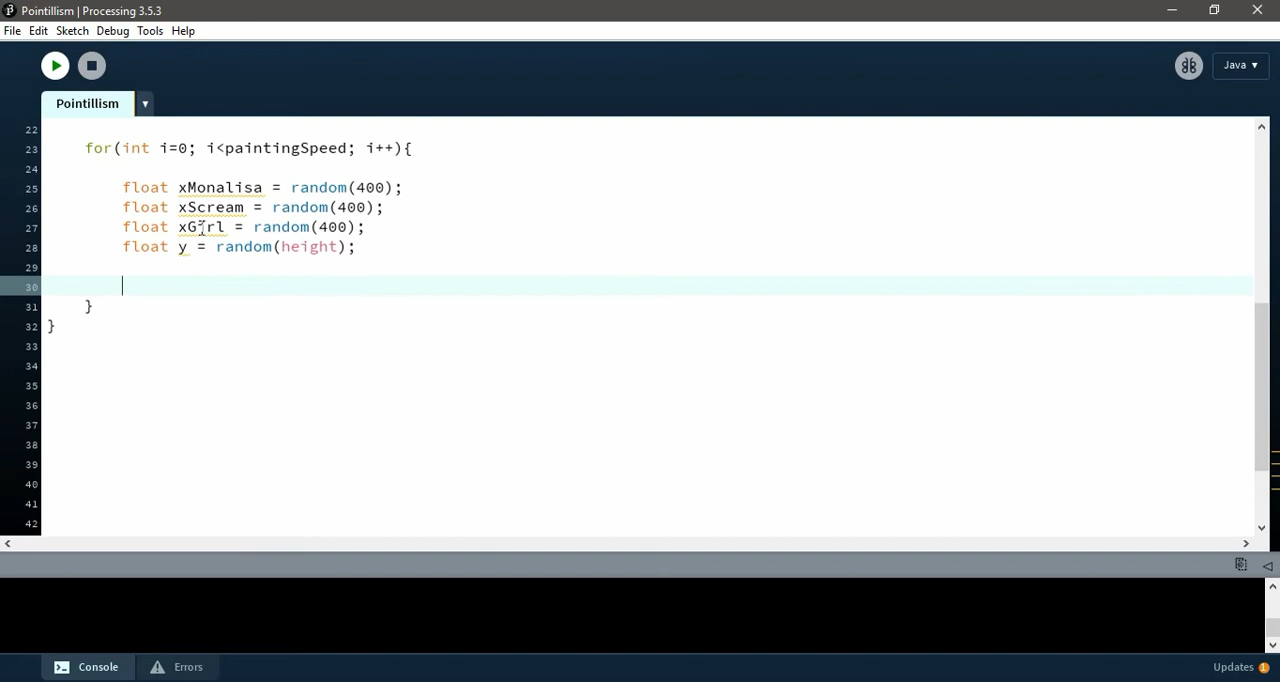 Pointillism | Processing 3.5.3
File Edit Sketch Debug Tools Help
Java ▾
Pointillism ▼
22
23 for(int i=0; i<paintingSpeed; i++){
24
25 float xMonalisa = random(400);
26 float xScream = random(400);
27 float xGirl = random(400);
28 float y = random(height);
29
30
31 }
32 }
33
34
35
36
37
38
39
40
41
42
Console Errors Updates 1